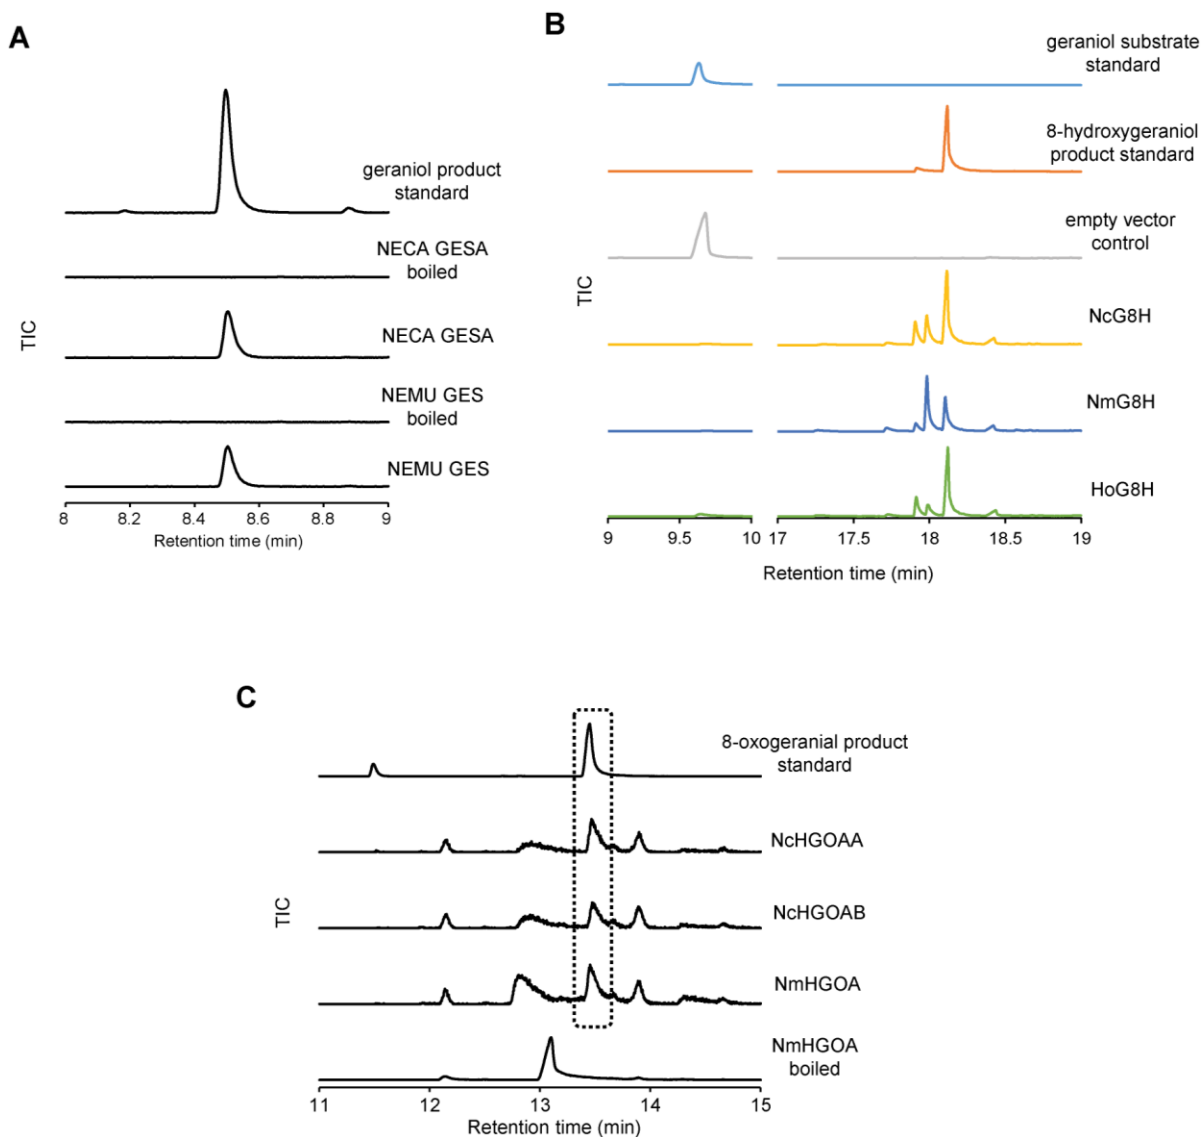 A
geraniol product
standard
NECA GESA
boiled
NECA GESA
NEMU GES
boiled
NEMU GES
TIC
8 8.2 8.4 8.6 8.8 9
Retention time (min)
B
geraniol substrate
standard
8-hydroxygeraniol
product standard
empty vector
control
NcG8H
NmG8H
HoG8H
TIC
9 9.5 10 17 17.5 18 18.5 19
Retention time (min)
C
8-oxogeranial product
standard
NcHGOAA
NcHGOAB
NmHGOA
NmHGOA
boiled
TIC
11 12 13 14 15
Retention time (min)